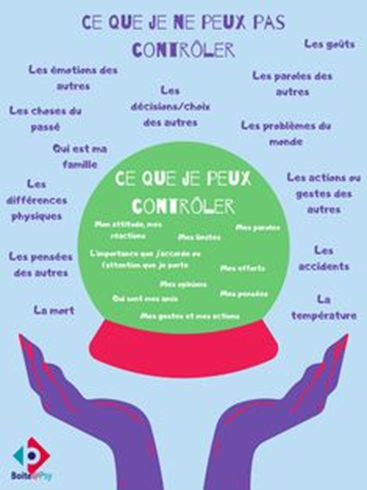 CE QUE JE NE PEUX PAS
CONTRÔLER
Les goûts
Les émotions des
autres
Les
décisions/choix
des autres
Les paroles des
autres
Les choses du
passé
Les problèmes du
monde
Qui est ma
famille
Les
différences
physiques
Les actions ou
gestes des
autres
Les pensées
des autres
Les
accidents
La mort
La
température
CE QUE JE PEUX
CONTRÔLER
Mon attitude, mes
réactions
Mes limites
Mes paroles
L'importance que j'accorde ou
l'attention que je porte
Mes efforts
Mes opinions
Mes pensées
Qui sont mes amis
Mes gestes et mes actions
Boite à Psy